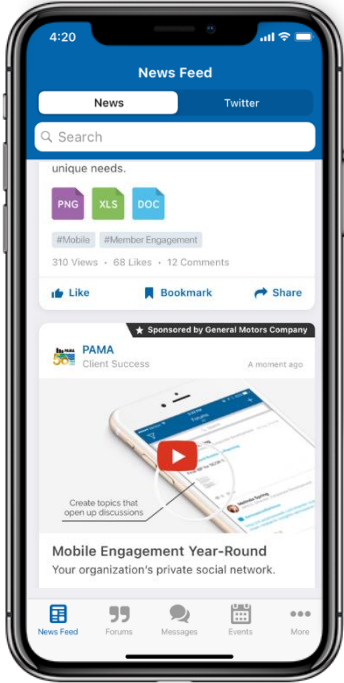 4:20
News Feed
News
Twitter
Search
unique needs.
PNG
XLS
DOC
#Mobile
#Member Engagement
310 Views • 68 Likes • 12 Comments
Like
Bookmark
Share
★ Sponsored by General Motors Company
PAMA
Client Success
A moment ago
Create topics that
open up discussions
Mobile Engagement Year-Round
Your organization's private social network.
News Feed
Forums
Messages
Events
More